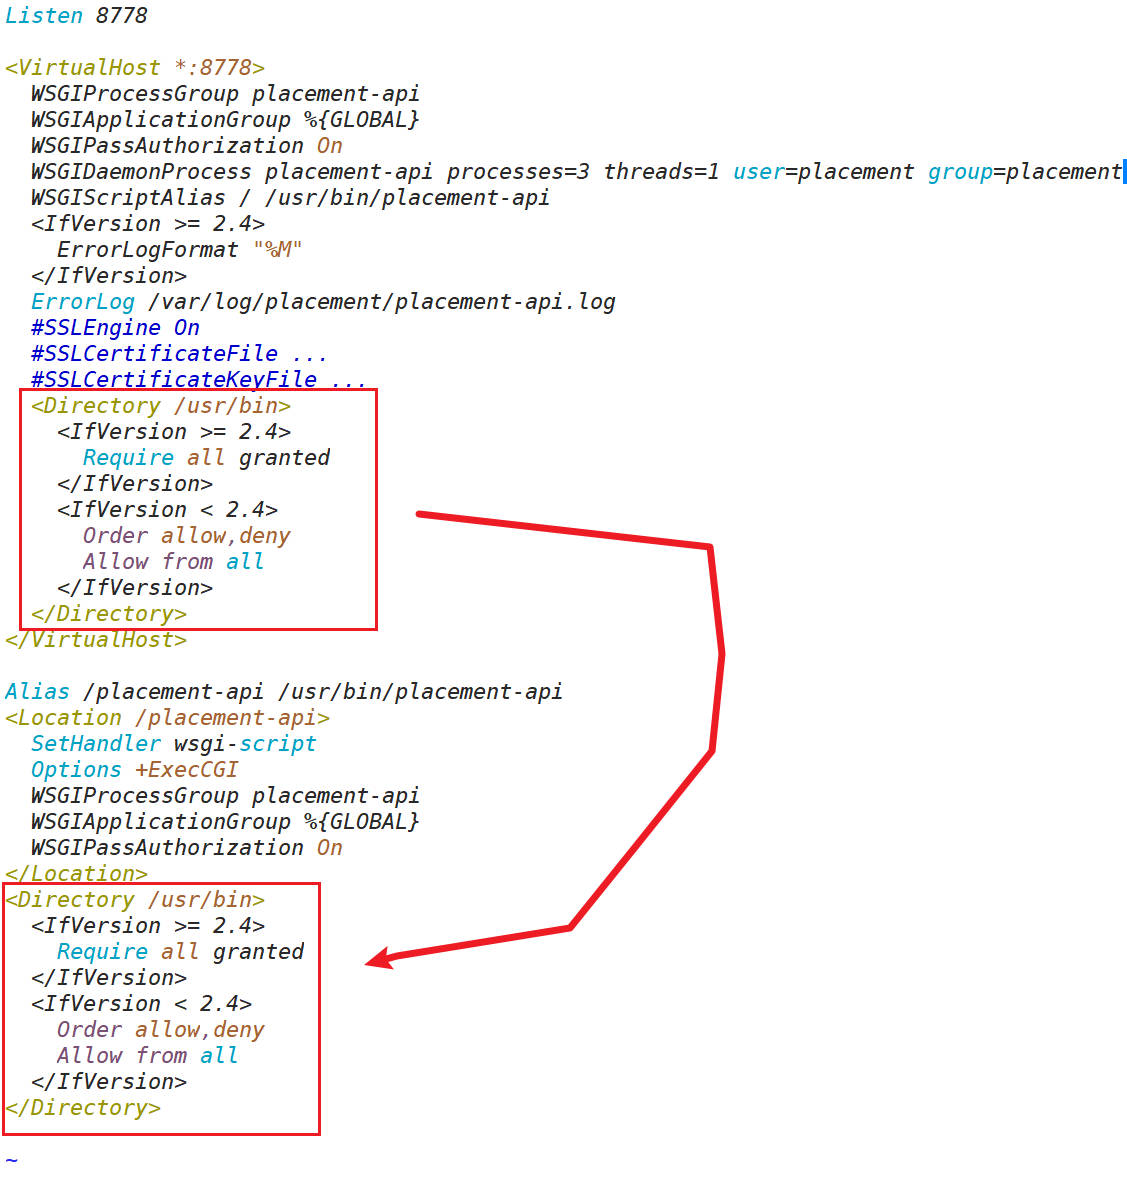 Listen 8778
<VirtualHost *:8778>
WSGIProcessGroup placement-api
WSGIApplicationGroup %{GLOBAL}
WSGIPassAuthorization On
WSGIDaemonProcess placement-api processes=3 threads=1 user=placement group=placement
WSGIScriptAlias / /usr/bin/placement-api
<IfVersion >= 2.4>
ErrorLogFormat "%M"
</IfVersion>
ErrorLog /var/log/placement/placement-api.log
#SSLEngine On
#SSLCertificateFile ...
#SSLCertificateKeyFile ...
<Directory /usr/bin>
<IfVersion >= 2.4>
Require all granted
</IfVersion>
<IfVersion < 2.4>
Order allow,deny
Allow from all
</IfVersion>
</Directory>
</VirtualHost>
Alias /placement-api /usr/bin/placement-api
<Location /placement-api>
SetHandler wsgi-script
Options +ExecCGI
WSGIProcessGroup placement-api
WSGIApplicationGroup %{GLOBAL}
WSGIPassAuthorization On
</Location>
<Directory /usr/bin>
<IfVersion >= 2.4>
Require all granted
</IfVersion>
<IfVersion < 2.4>
Order allow,deny
Allow from all
</IfVersion>
</Directory>
~